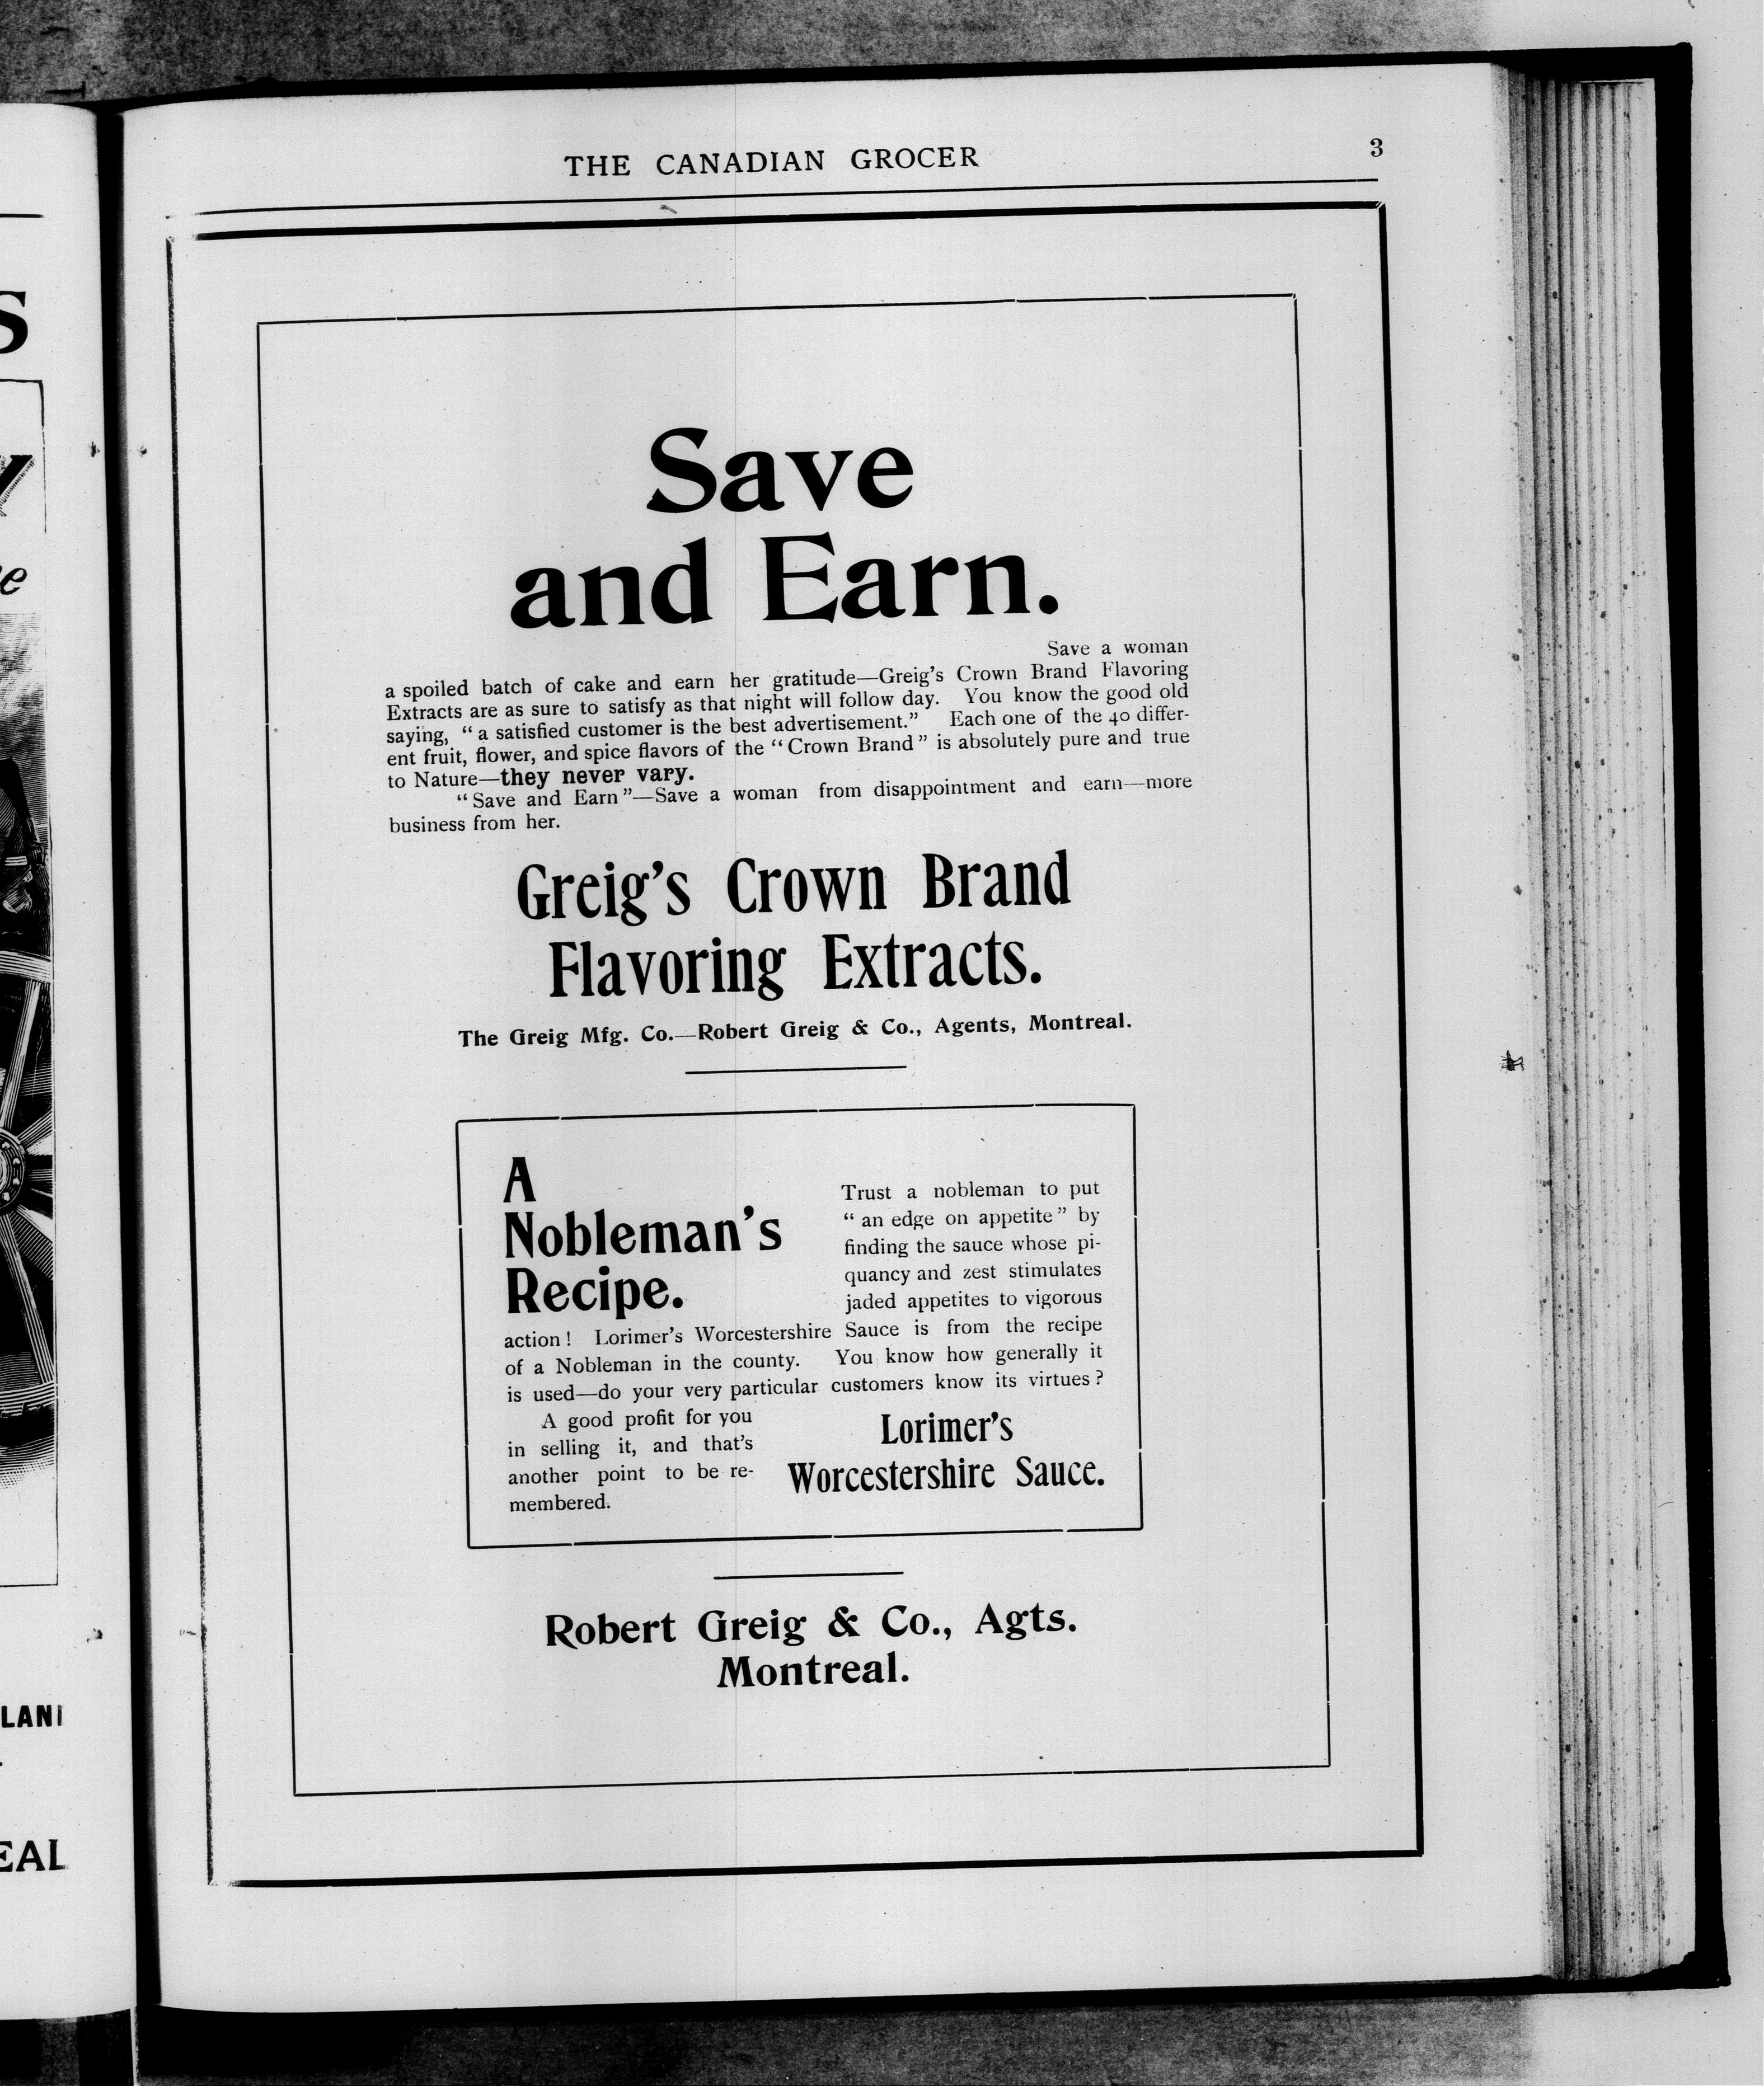 THE CANADIAN GROCER
3
Save
and Earn.
Save a woman
a spoiled batch of cake and earn her gratitude—Greig's Crown Brand Flavoring
Extracts are as sure to satisfy as that night will follow day. You know the good old
saying, "a satisfied customer is the best advertisement." Each one of the 40 differ-
ent fruit, flower, and spice flavors of the "Crown Brand" is absolutely pure and true
to Nature—they never vary.
"Save and Earn"—Save a woman from disappointment and earn—more
business from her.
Greig's Crown Brand
Flavoring Extracts.
The Greig Mfg. Co.—Robert Greig & Co., Agents, Montreal.
A
Nobleman's
Recipe.
Trust a nobleman to put
"an edge on appetite" by
finding the sauce whose pi-
quancy and zest stimulates
jaded appetites to vigorous
action! Lorimer's Worcestershire Sauce is from the recipe
of a Nobleman in the county. You know how generally it
is used—do your very particular customers know its virtues?
A good profit for you
in selling it, and that's
another point to be re-
membered.
Lorimer's
Worcestershire Sauce.
Robert Greig & Co., Agts.
Montreal.